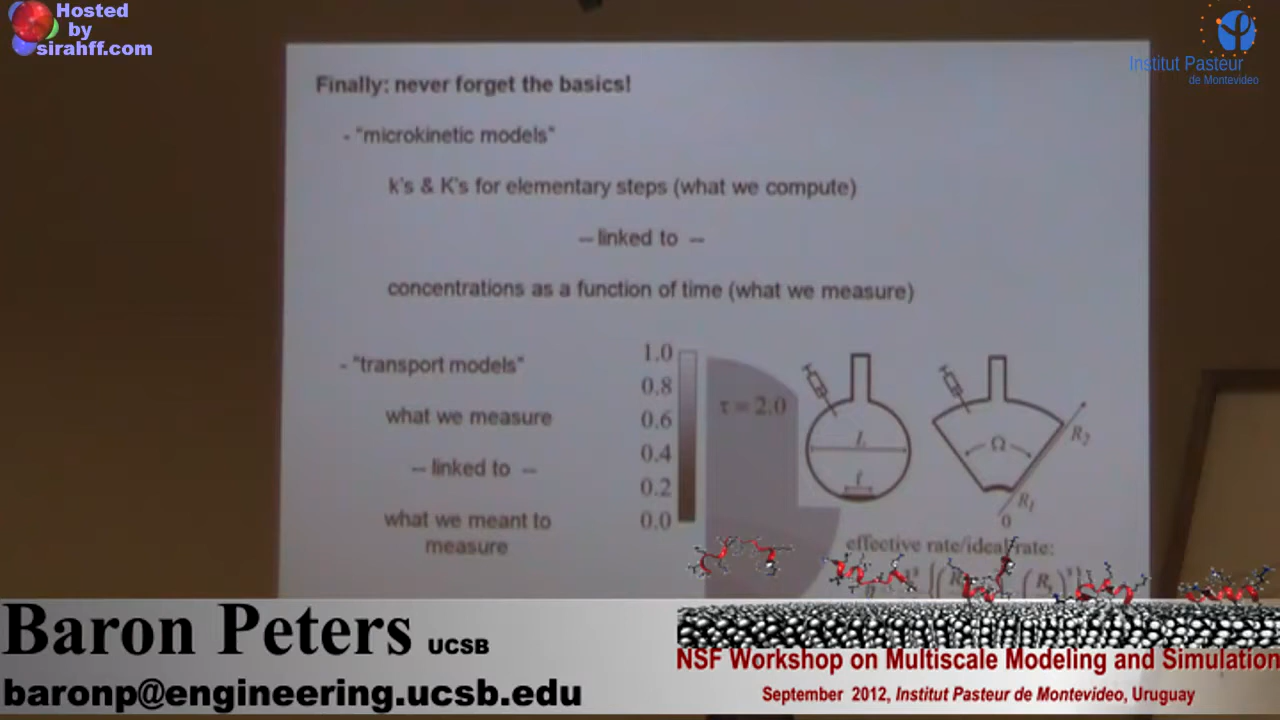 Hosted
by
sirahff.com
Institut Pasteur
de Montevideo
Finally: never forget the basics!
- "microkinetic models"
k's & K's for elementary steps (what we compute)
-- linked to --
concentrations as a function of time (what we measure)
- "transport models"
what we measure
-- linked to --
what we meant to
measure
1.0
0.8
0.6
0.4
0.2
0.0
τ = 2.0
L
ℓ
Ω
R₂
R₁
0
effective rate/ideal rate:
Baron Peters UCSB
baronp@engineering.ucsb.edu
NSF Workshop on Multiscale Modeling and Simulation
September 2012, Institut Pasteur de Montevideo, Uruguay